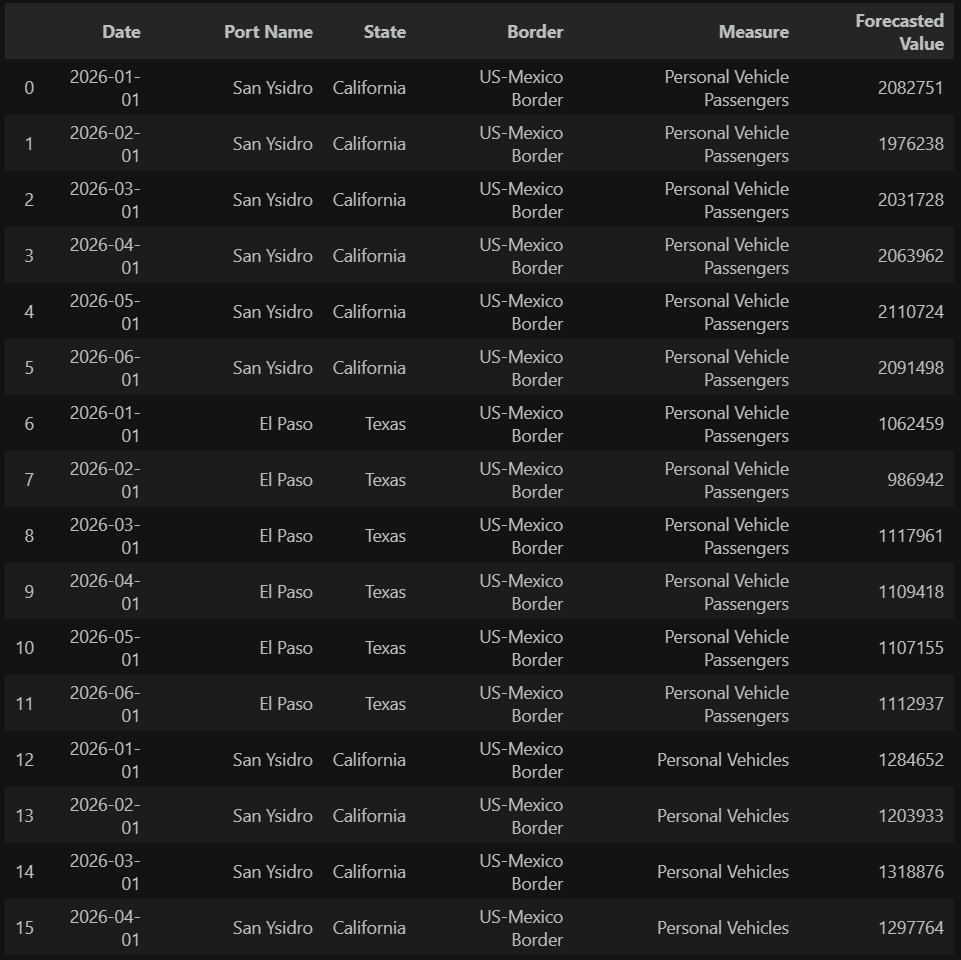 Date Port Name State Border Measure Forecasted
Value
0 2026-01- San Ysidro California US-Mexico Personal Vehicle 2082751
01 Border Passengers
1 2026-02- San Ysidro California US-Mexico Personal Vehicle 1976238
01 Border Passengers
2 2026-03- San Ysidro California US-Mexico Personal Vehicle 2031728
01 Border Passengers
3 2026-04- San Ysidro California US-Mexico Personal Vehicle 2063962
01 Border Passengers
4 2026-05- San Ysidro California US-Mexico Personal Vehicle 2110724
01 Border Passengers
5 2026-06- San Ysidro California US-Mexico Personal Vehicle 2091498
01 Border Passengers
6 2026-01- El Paso Texas US-Mexico Personal Vehicle 1062459
01 Border Passengers
7 2026-02- El Paso Texas US-Mexico Personal Vehicle 986942
01 Border Passengers
8 2026-03- El Paso Texas US-Mexico Personal Vehicle 1117961
01 Border Passengers
9 2026-04- El Paso Texas US-Mexico Personal Vehicle 1109418
01 Border Passengers
10 2026-05- El Paso Texas US-Mexico Personal Vehicle 1107155
01 Border Passengers
11 2026-06- El Paso Texas US-Mexico Personal Vehicle 1112937
01 Border Passengers
12 2026-01- San Ysidro California US-Mexico Personal Vehicles 1284652
01 Border
13 2026-02- San Ysidro California US-Mexico Personal Vehicles 1203933
01 Border
14 2026-03- San Ysidro California US-Mexico Personal Vehicles 1318876
01 Border
15 2026-04- San Ysidro California US-Mexico Personal Vehicles 1297764
01 Border